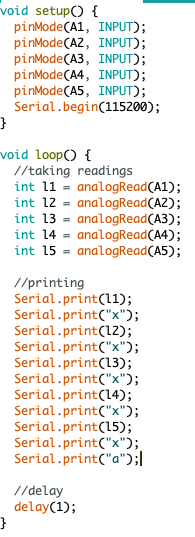 void setup() {
  pinMode(A1, INPUT);
  pinMode(A2, INPUT);
  pinMode(A3, INPUT);
  pinMode(A4, INPUT);
  pinMode(A5, INPUT);
  Serial.begin(115200);
}

void loop() {
  //taking readings
  int l1 = analogRead(A1);
  int l2 = analogRead(A2);
  int l3 = analogRead(A3);
  int l4 = analogRead(A4);
  int l5 = analogRead(A5);

  //printing
  Serial.print(l1);
  Serial.print("x");
  Serial.print(l2);
  Serial.print("x");
  Serial.print(l3);
  Serial.print("x");
  Serial.print(l4);
  Serial.print("x");
  Serial.print(l5);
  Serial.print("x");
  Serial.print("a");

  //delay
  delay(1);
}